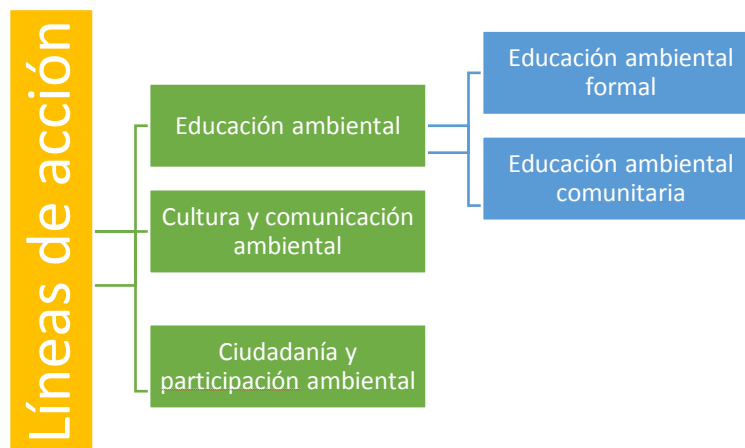 Líneas de acción
Educación ambiental
Cultura y comunicación
ambiental
Ciudadanía y
participación ambiental
Educación ambiental
formal
Educación ambiental
comunitaria